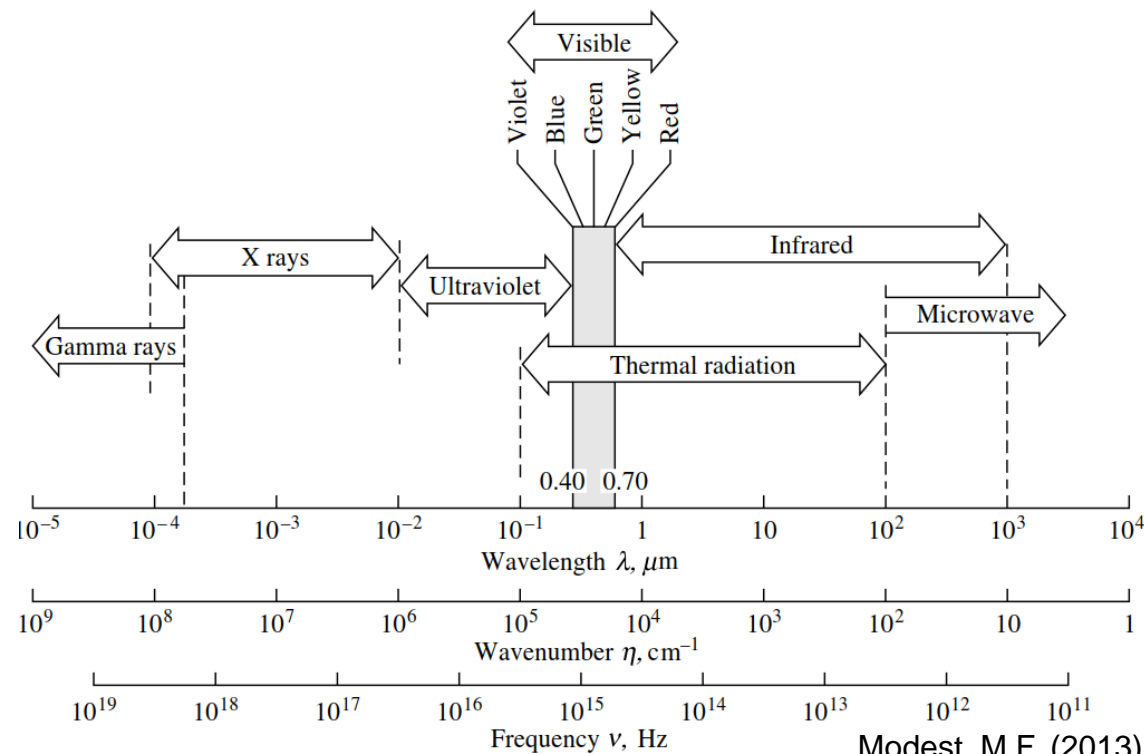 Visible
Violet
Blue
Green
Yellow
Red
X rays
Infrared
Ultraviolet
Microwave
Gamma rays
Thermal radiation
0.40 0.70
10⁻⁵ 10⁻⁴ 10⁻³ 10⁻² 10⁻¹ 1 10 10² 10³ 10⁴
Wavelength λ, μm
10⁹ 10⁸ 10⁷ 10⁶ 10⁵ 10⁴ 10³ 10² 10 1
Wavenumber η, cm⁻¹
10¹⁹ 10¹⁸ 10¹⁷ 10¹⁶ 10¹⁵ 10¹⁴ 10¹³ 10¹² 10¹¹
Frequency ν, Hz
Modest, M.F. (2013)